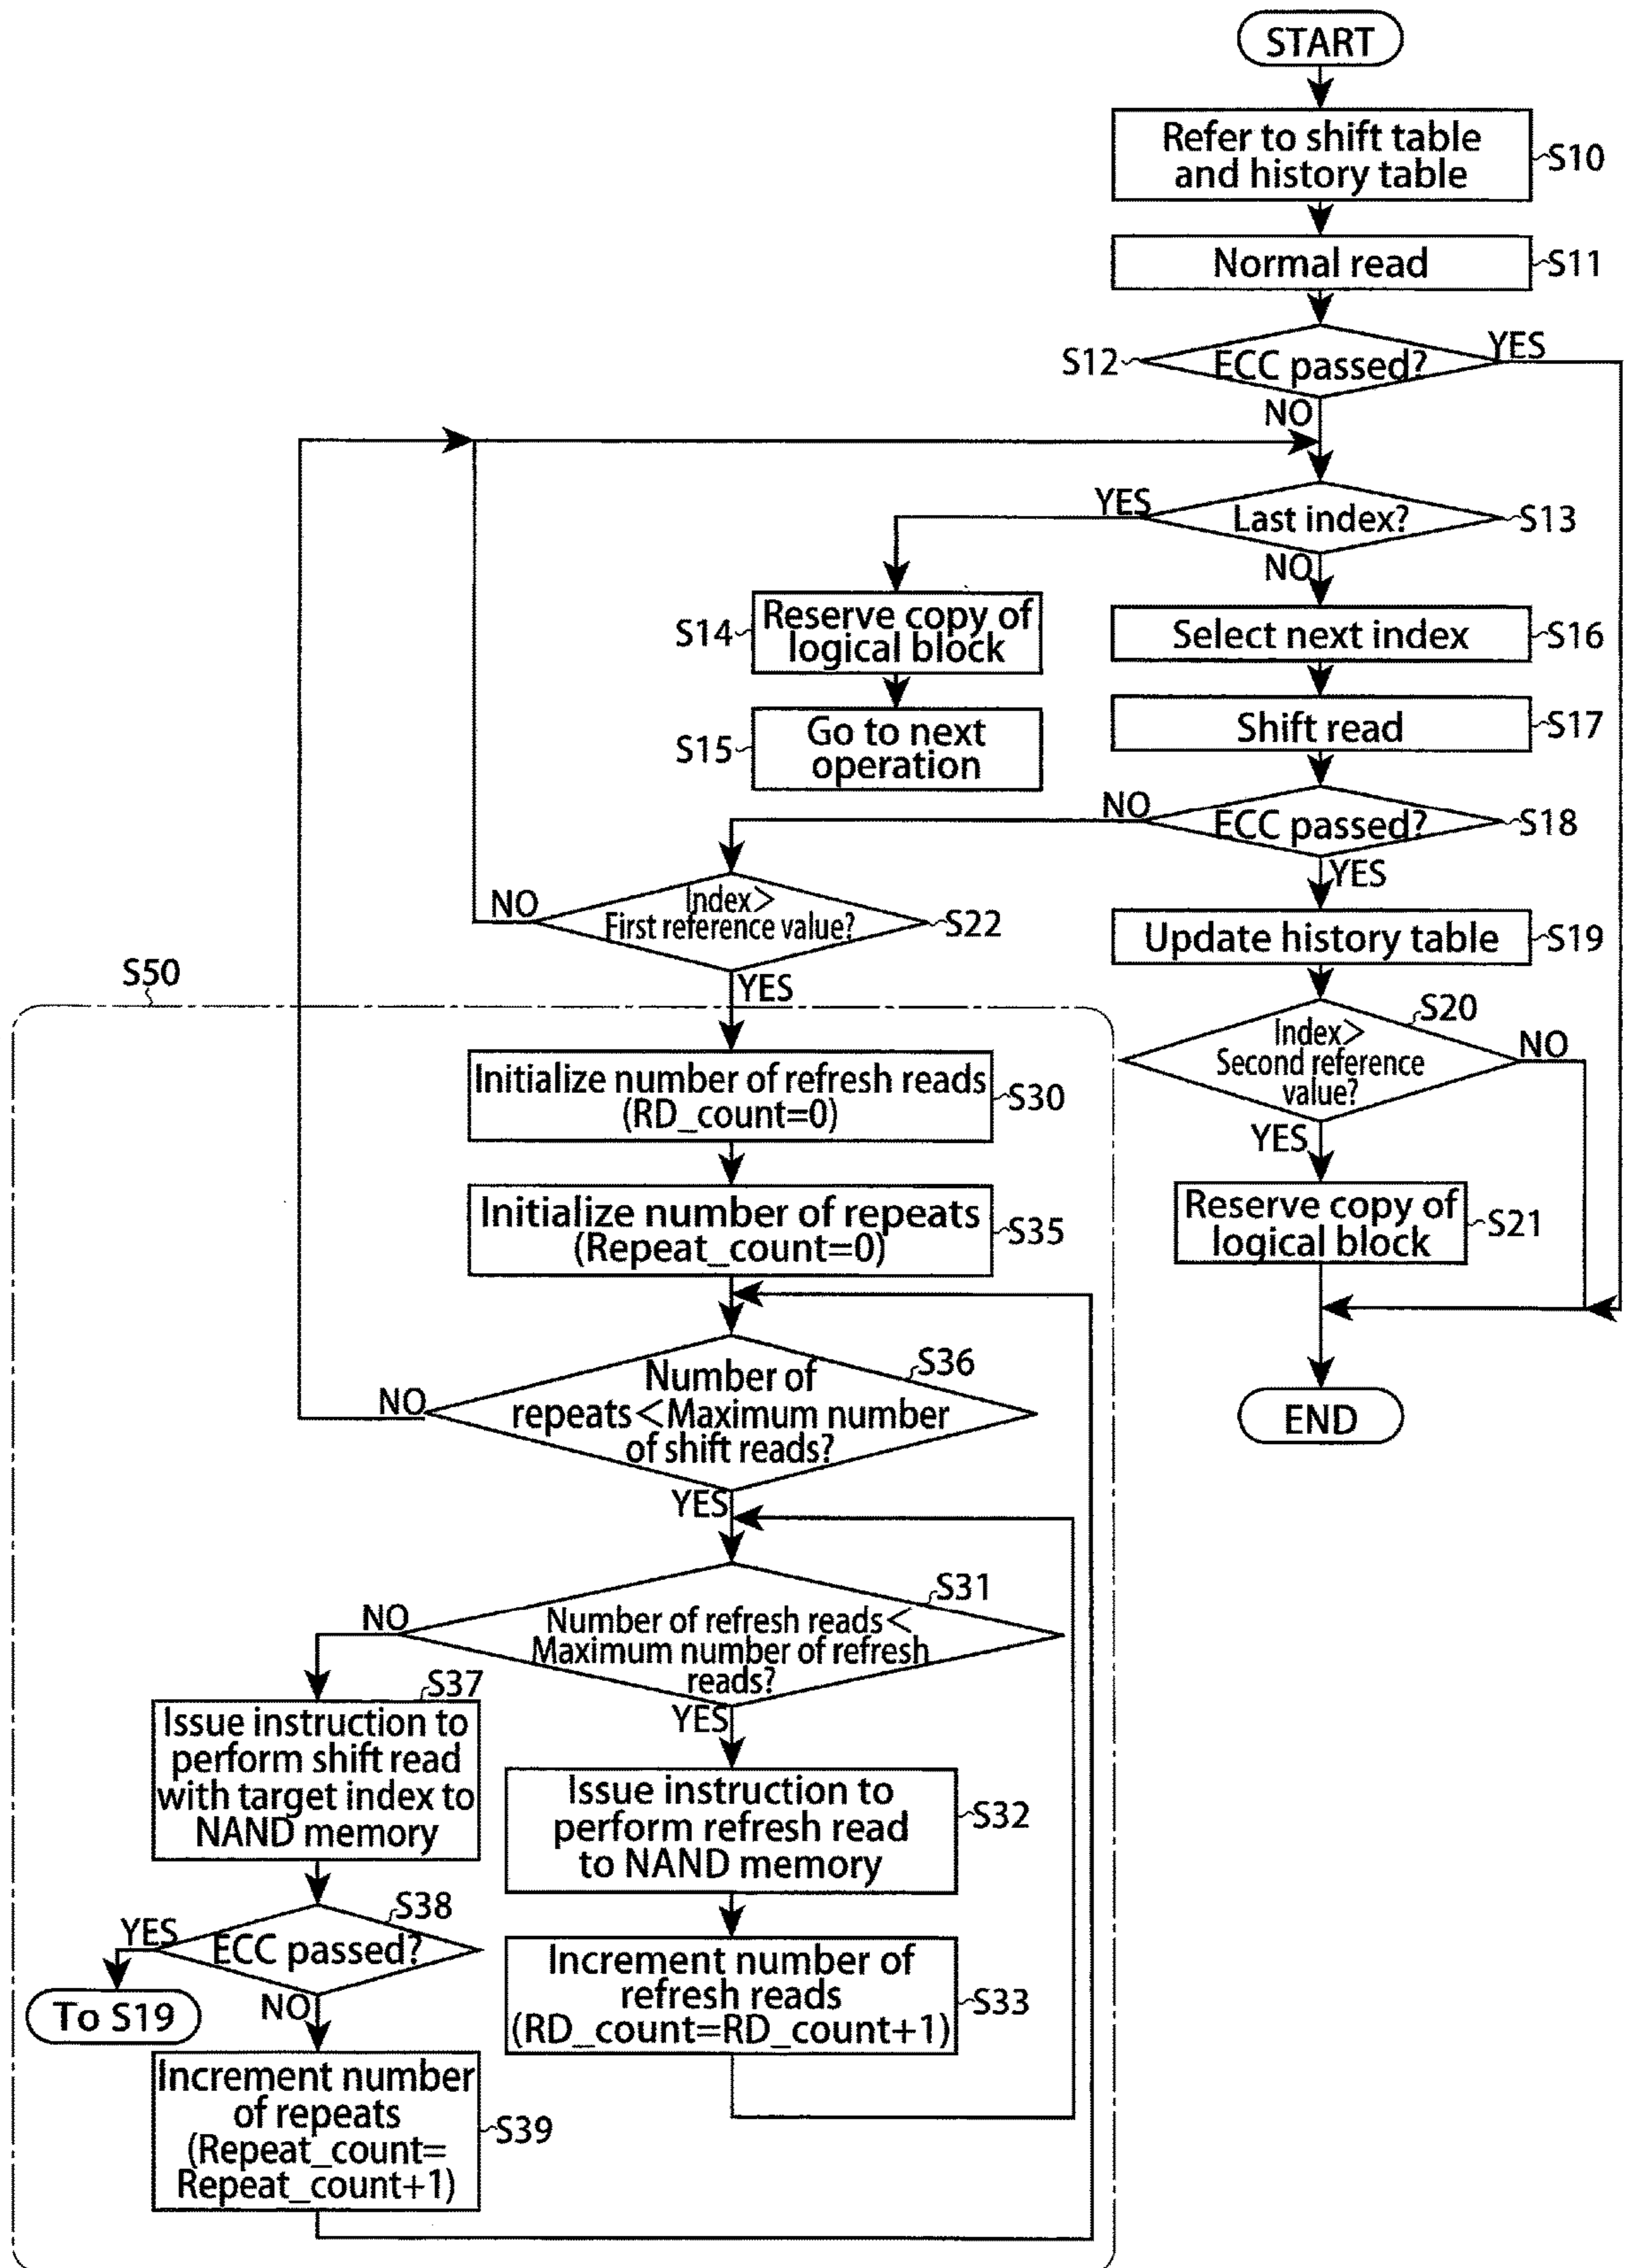 START
Refer to shift table
and history table
S10
Normal read
S11
S12
ECC passed?
YES
NO
YES
Last index?
S13
NO
S14
Reserve copy of
logical block
Select next index
S16
S15
Go to next
operation
Shift read
S17
NO
ECC passed?
S18
YES
NO
Index>
First reference value?
S22
Update history table
S19
YES
S50
S20
Index>
Second reference
value?
NO
YES
Initialize number of refresh reads
(RD_count=0)
S30
Reserve copy of
logical block
S21
Initialize number of repeats
(Repeat_count=0)
S35
END
S36
Number of
repeats<Maximum number
of shift reads?
NO
YES
S31
Number of refresh reads<
Maximum number of refresh
reads?
NO
YES
S37
Issue instruction to
perform shift read
with target index to
NAND memory
Issue instruction to
perform refresh read
to NAND memory
S32
S38
YES
ECC passed?
NO
To S19
Increment number of
refresh reads
(RD_count=RD_count+1)
S33
Increment number
of repeats
(Repeat_count=
Repeat_count+1)
S39